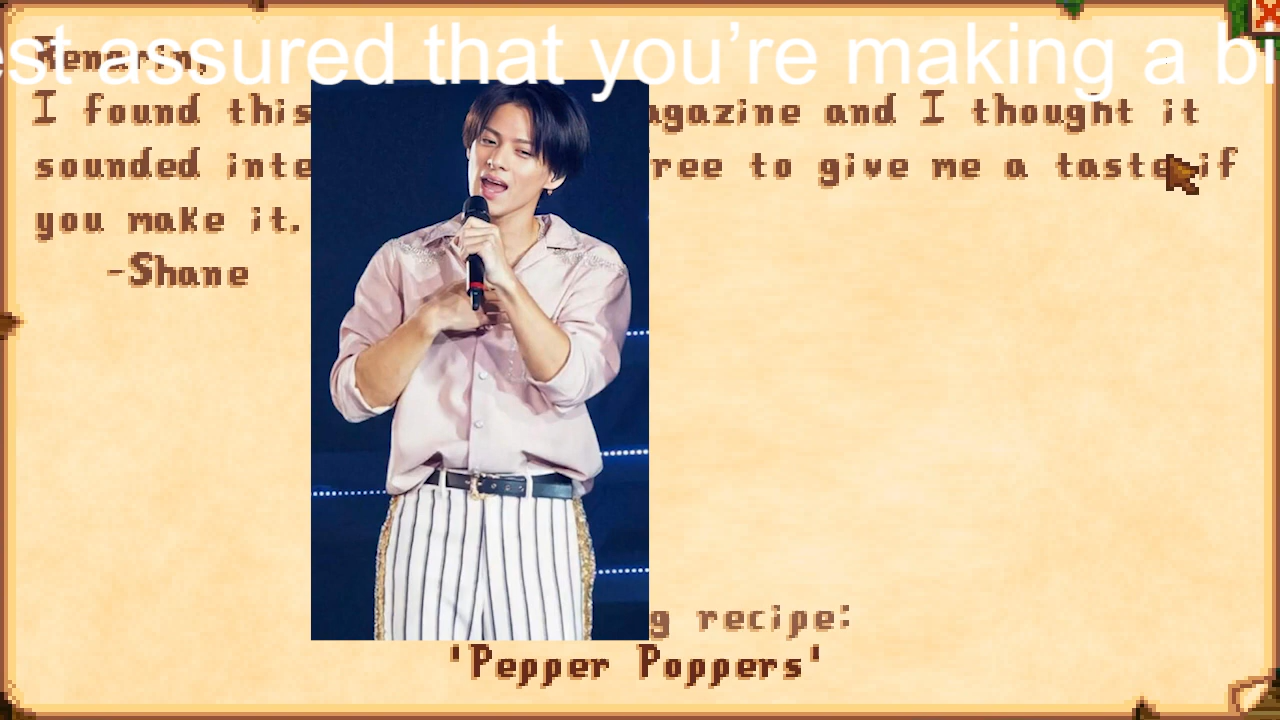 est assured that you're making a bi
Renarin,
I found this agazine and I thought it
sounded inte ree to give me a taste if
you make it.
-Shane
g recipe:
'Pepper Poppers'